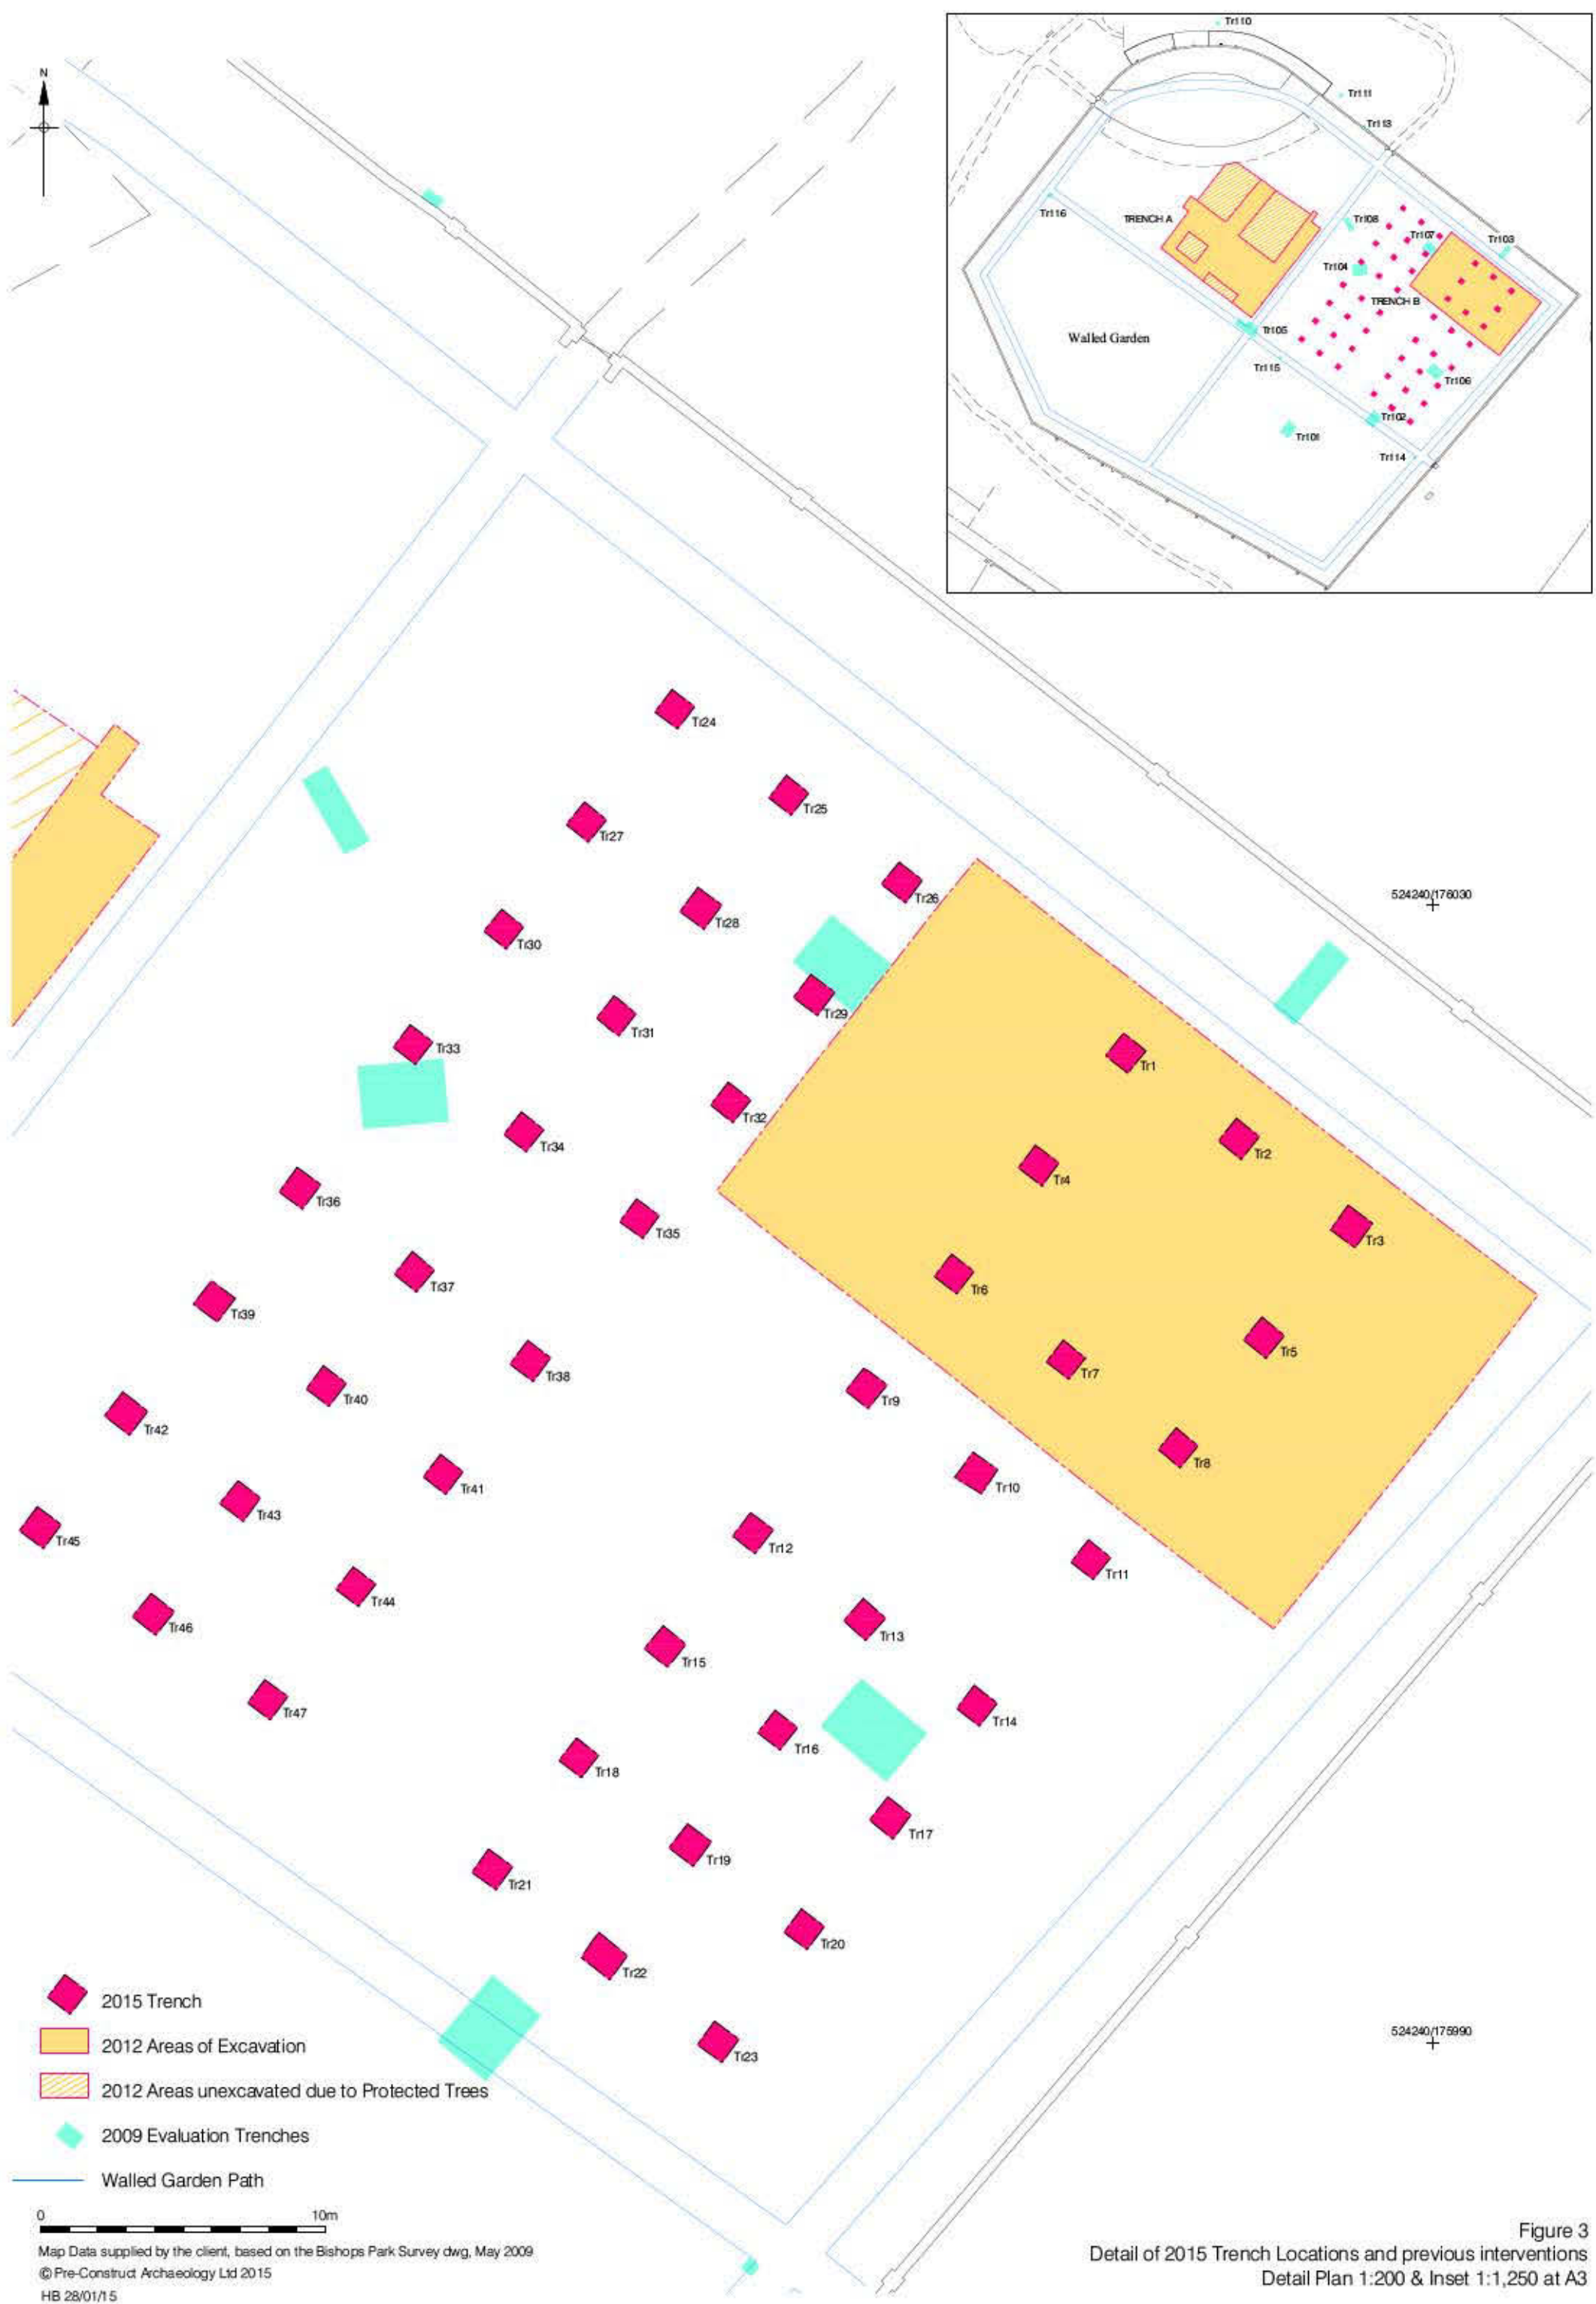 N
Tr110
Tr111
Tr113
Tr116
TRENCH A
Tr108
Tr107
Tr103
Tr104
TRENCH B
Tr105
Walled Garden
Tr115
Tr106
Tr102
Tr101
Tr114
Tr24
Tr25
Tr27
Tr26
524240/176030
Tr28
Tr30
Tr29
Tr31
Tr33
Tr1
Tr32
Tr34
Tr2
Tr4
Tr36
Tr35
Tr3
Tr37
Tr6
Tr39
Tr5
Tr38
Tr7
Tr40
Tr9
Tr42
Tr8
Tr41
Tr10
Tr43
Tr45
Tr12
Tr11
Tr44
Tr46
Tr13
Tr15
Tr47
Tr14
Tr16
Tr18
Tr17
Tr19
Tr21
Tr20
Tr22
2015 Trench
524240/175990
2012 Areas of Excavation
Tr23
2012 Areas unexcavated due to Protected Trees
2009 Evaluation Trenches
Walled Garden Path
0 10m
Map Data supplied by the client, based on the Bishops Park Survey dwg, May 2009
© Pre-Construct Archaeology Ltd 2015
HB 28/01/15
Figure 3
Detail of 2015 Trench Locations and previous interventions
Detail Plan 1:200 & Inset 1:1,250 at A3